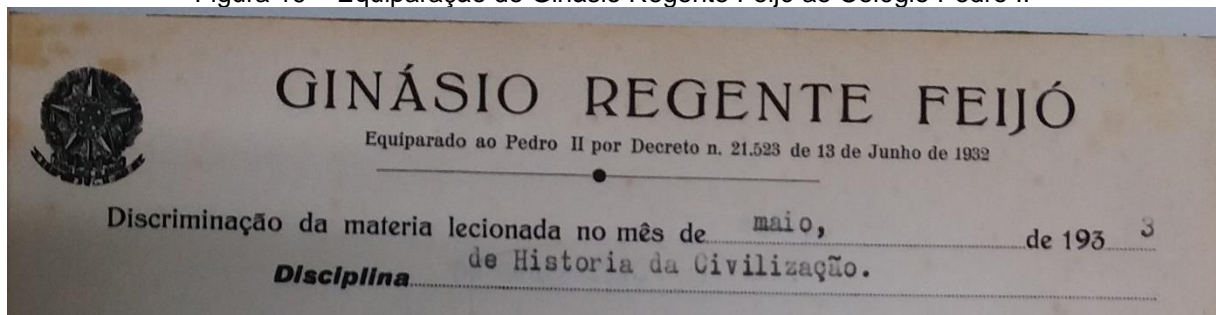 GINÁSIO REGENTE FEIJÓ
Equiparado ao Pedro II por Decreto n. 21.523 de 13 de Junho de 1932
Discriminação da materia lecionada no mês de maio, de 193 3
Disciplina de Historia da Civilização.